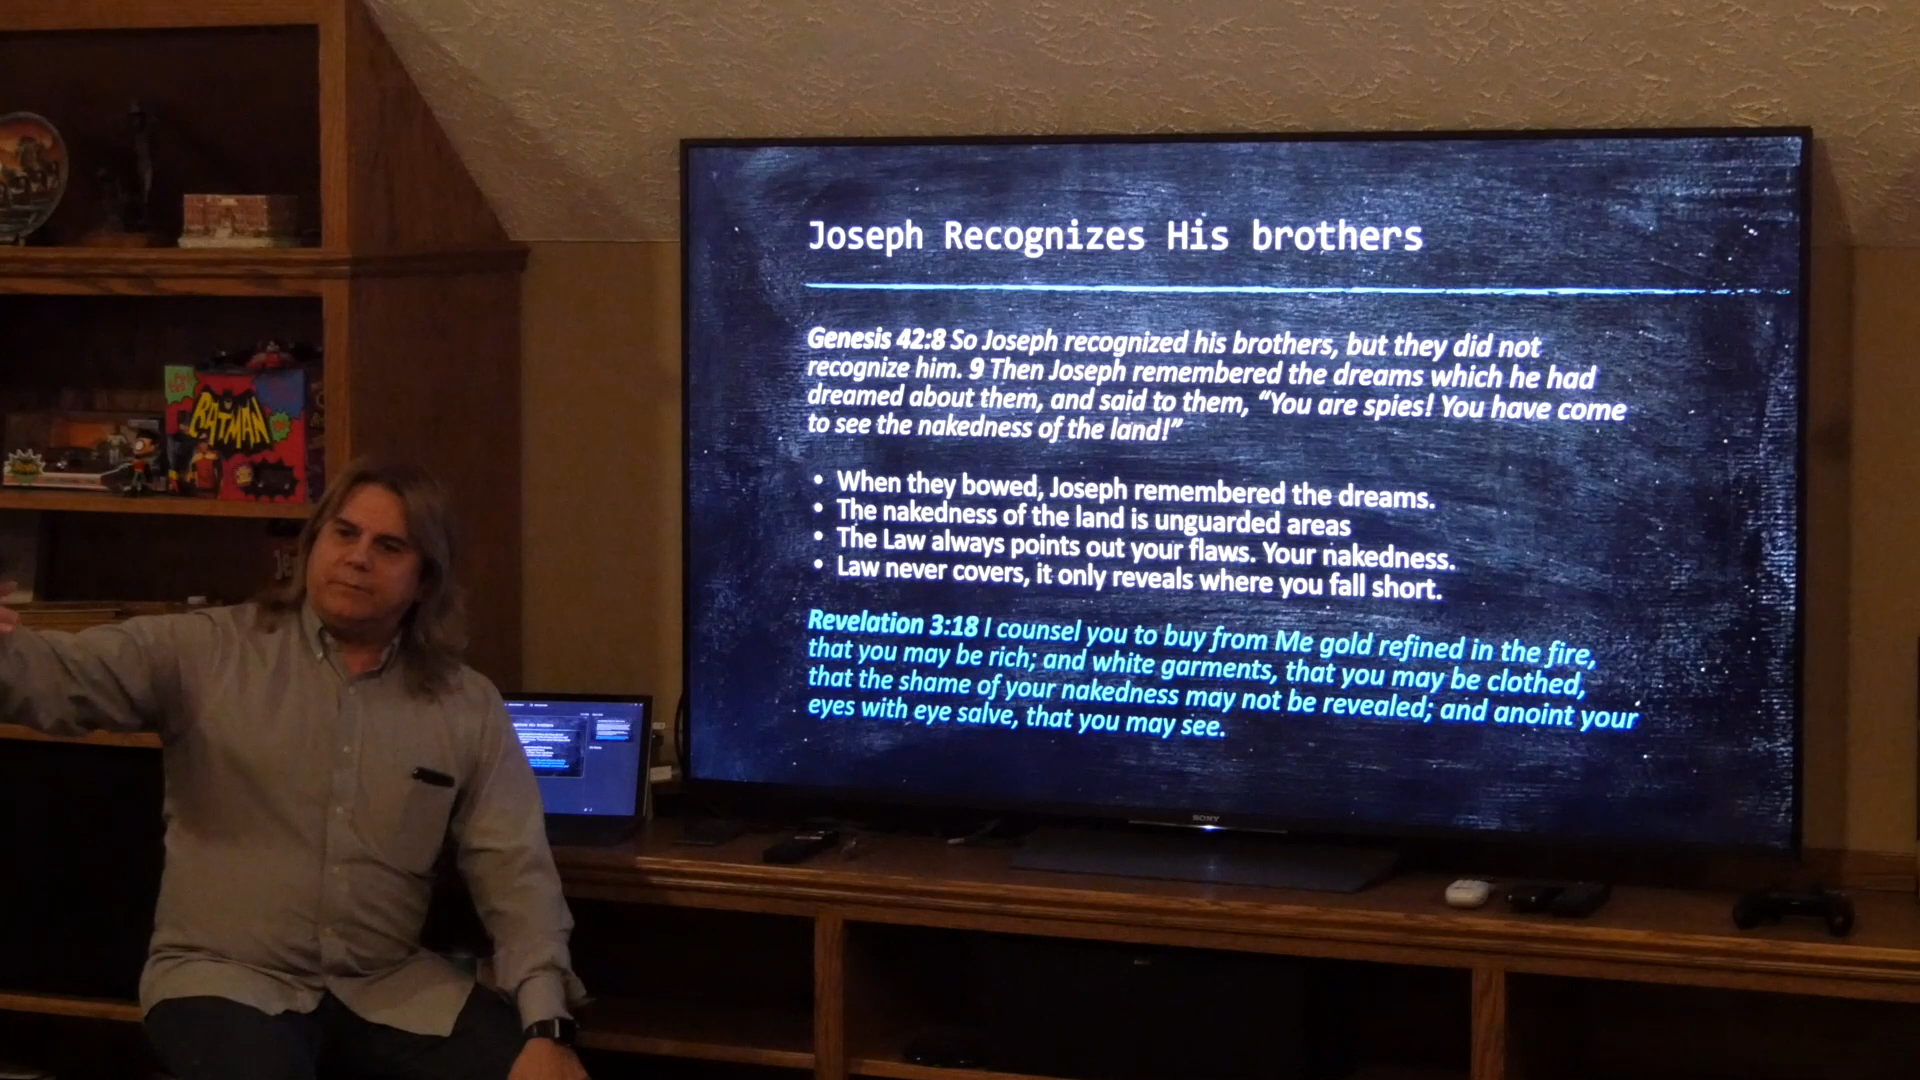 Joseph Recognizes His brothers
Genesis 42:8 So Joseph recognized his brothers, but they did not
recognize him. 9 Then Joseph remembered the dreams which he had
dreamed about them, and said to them, “You are spies! You have come
to see the nakedness of the land!”
• When they bowed, Joseph remembered the dreams.
• The nakedness of the land is unguarded areas
• The Law always points out your flaws. Your nakedness.
• Law never covers, it only reveals where you fall short.
Revelation 3:18 I counsel you to buy from Me gold refined in the fire,
that you may be rich; and white garments, that you may be clothed,
that the shame of your nakedness may not be revealed; and anoint your
eyes with eye salve, that you may see.
SONY
BATMAN